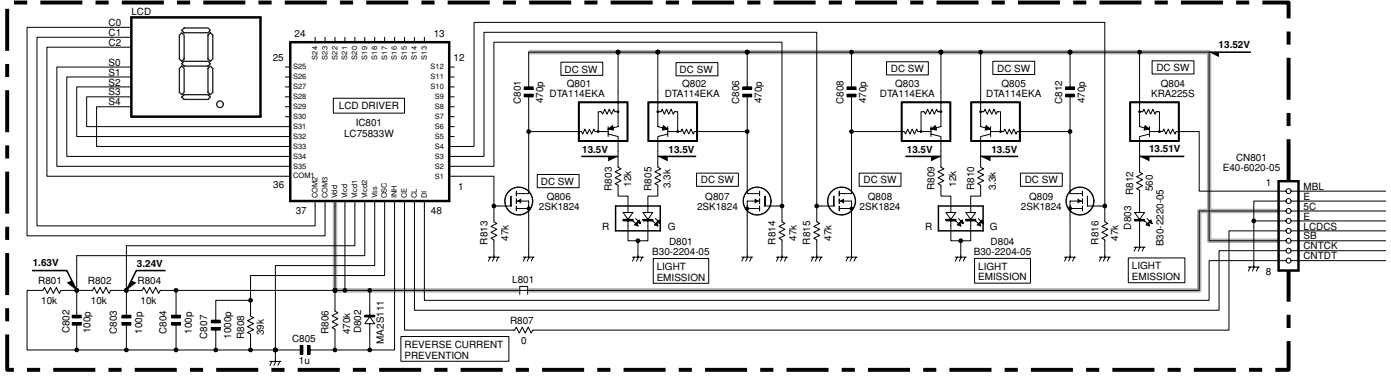 LCD
C0
C1
C2
S0
S1
S2
S3
S4
24
13
25
12
36
1
37
48
S24
S23
S22
S21
S20
S19
S18
S17
S16
S15
S14
S13
S25
S26
S27
S28
S29
S30
S31
S32
S33
S34
S35
COM1
S12
S11
S10
S9
S8
S7
S6
S5
S4
S3
S2
S1
COM2
COM3
Vdd
Vlcd
Vlcd1
Vlcd2
Vss
OSC
INH
CE
CL
DI
LCD DRIVER
IC801
LC75833W
C801
470p
DC SW
Q801
DTA114EKA
DC SW
Q802
DTA114EKA
C806
470p
C808
470p
DC SW
Q803
DTA114EKA
DC SW
Q805
DTA114EKA
C812
470p
DC SW
Q804
KRA225S
13.52V
13.5V
13.5V
13.5V
13.5V
13.51V
R803
12k
R805
3.3k
R809
12k
R810
3.3k
R812
560
DC SW
Q806
2SK1824
DC SW
Q807
2SK1824
DC SW
Q808
2SK1824
DC SW
Q809
2SK1824
R813
47k
R814
47k
R815
47k
R816
47k
R
G
D801
B30-2204-05
LIGHT
EMISSION
R
G
D804
B30-2204-05
LIGHT
EMISSION
D803
B30-2220-05
LIGHT
EMISSION
CN801
E40-6020-05
1
8
MBL
E
5C
E
LCDCS
SB
CNTCK
CNTDT
1.63V
3.24V
R801
10k
R802
10k
R804
10k
C802
100p
C803
100p
C804
100p
C807
1000p
R808
39k
C805
1u
R806
470k
D802
MA2S111
L801
R807
0
REVERSE CURRENT
PREVENTION